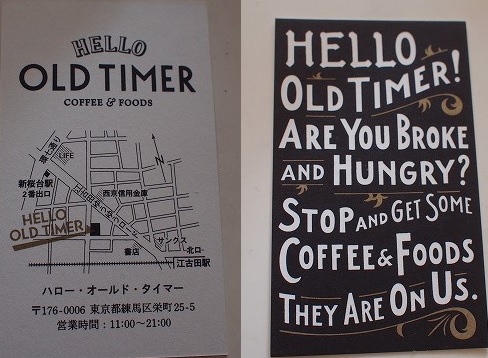 HELLO
OLD TIMER
COFFEE & FOODS
LIFE
新桜台駅
2番出口
西京信用金庫
HELLO
OLD TIMER
書店
サンクス
北口
江古田駅
ハロー・オールド・タイマー
〒176-0006 東京都練馬区栄町25-5
営業時間:11:00~21:00
HELLO
OLD TIMER!
ARE YOU BROKE
AND HUNGRY?
STOP AND GET SOME
COFFEE & FOODS
THEY ARE ON US.